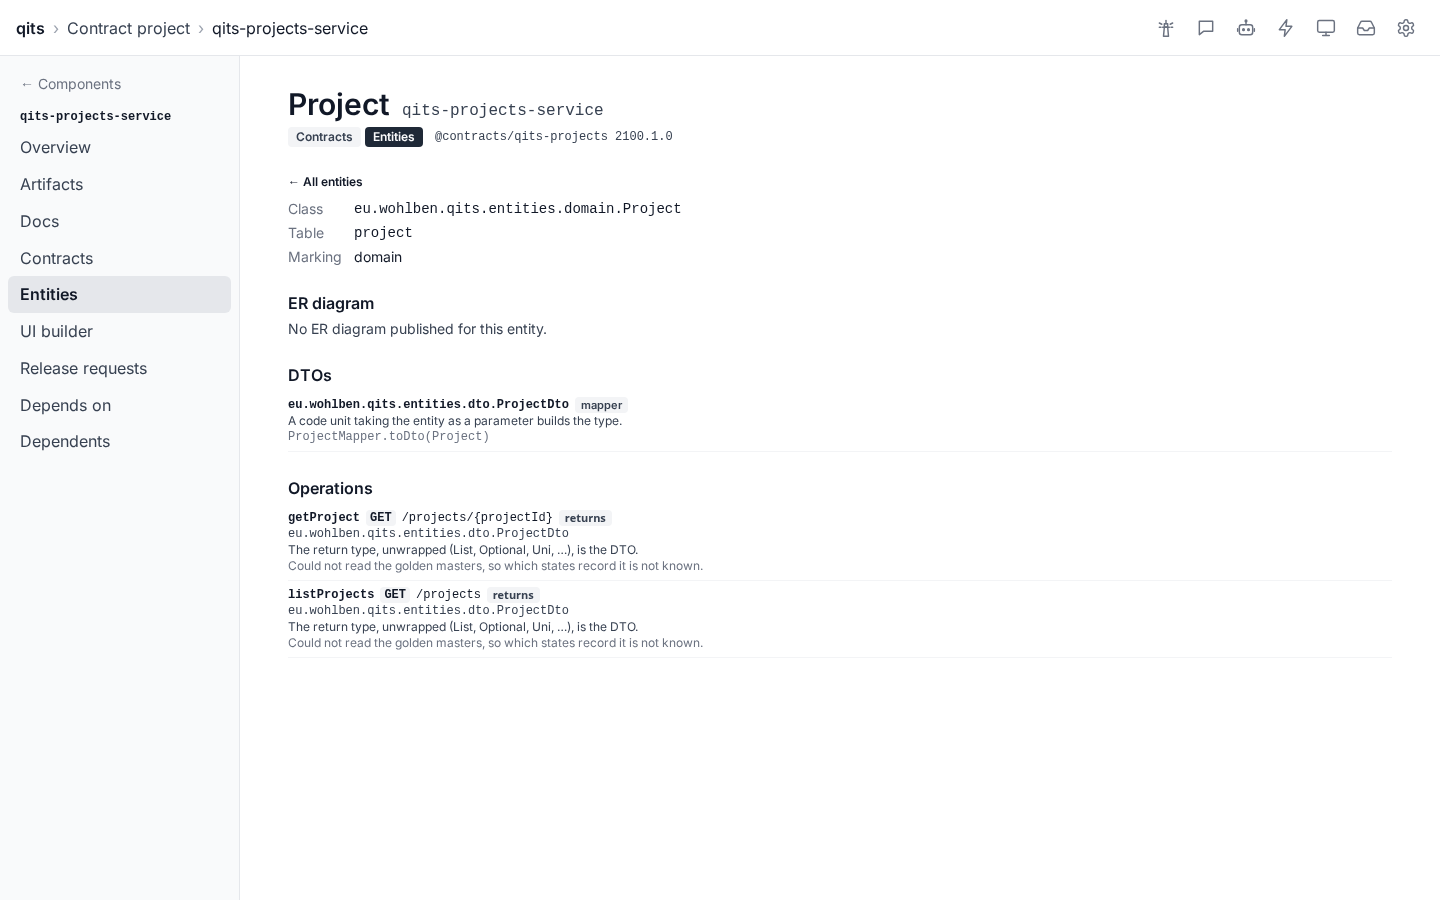 qits › Contract project › qits-projects-service
← Components
qits-projects-service
Overview
Artifacts
Docs
Contracts
Entities
UI builder
Release requests
Depends on
Dependents
Project qits-projects-service
Contracts Entities @contracts/qits-projects 2100.1.0
← All entities
Class eu.wohlben.qits.entities.domain.Project
Table project
Marking domain
ER diagram
No ER diagram published for this entity.
DTOs
eu.wohlben.qits.entities.dto.ProjectDto mapper
A code unit taking the entity as a parameter builds the type.
ProjectMapper.toDto(Project)
Operations
getProject GET /projects/{projectId} returns
eu.wohlben.qits.entities.dto.ProjectDto
The return type, unwrapped (List, Optional, Uni, …), is the DTO.
Could not read the golden masters, so which states record it is not known.
listProjects GET /projects returns
eu.wohlben.qits.entities.dto.ProjectDto
The return type, unwrapped (List, Optional, Uni, …), is the DTO.
Could not read the golden masters, so which states record it is not known.